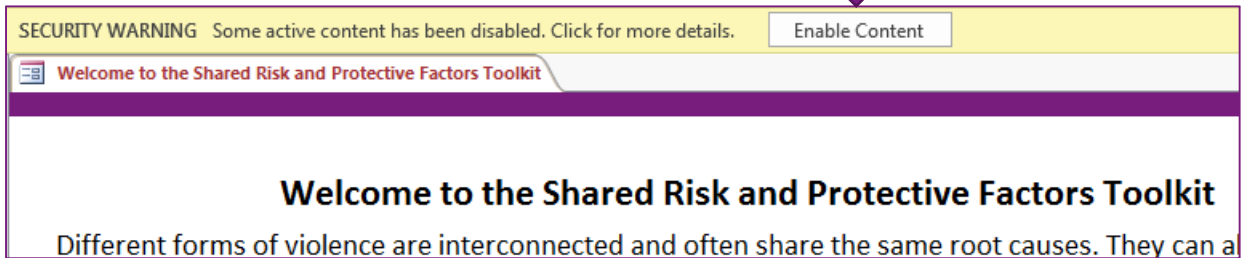 SECURITY WARNING Some active content has been disabled. Click for more details. Enable Content
Welcome to the Shared Risk and Protective Factors Toolkit
Welcome to the Shared Risk and Protective Factors Toolkit
Different forms of violence are interconnected and often share the same root causes. They can